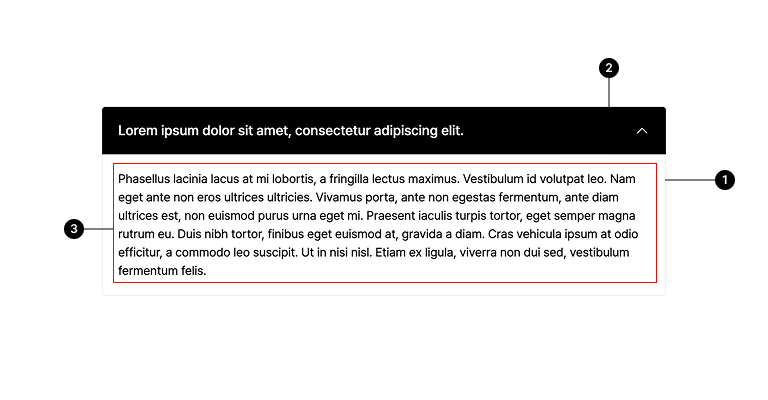 2
Lorem ipsum dolor sit amet, consectetur adipiscing elit.
Phasellus lacinia lacus at mi lobortis, a fringilla lectus maximus. Vestibulum id volutpat leo. Nam
1
eget ante non eros ultrices ultricies. Vivamus porta, ante non egestas fermentum, ante diam
ultrices est, non euismod purus urna eget mi. Praesent iaculis turpis tortor, eget semper magna
3
rutrum eu. Duis nibh tortor, finibus eget euismod at, gravida a diam. Cras vehicula ipsum at odio
efficitur, a commodo leo suscipit. Ut in nisi nisl. Etiam ex ligula, viverra non dui sed, vestibulum
fermentum felis.